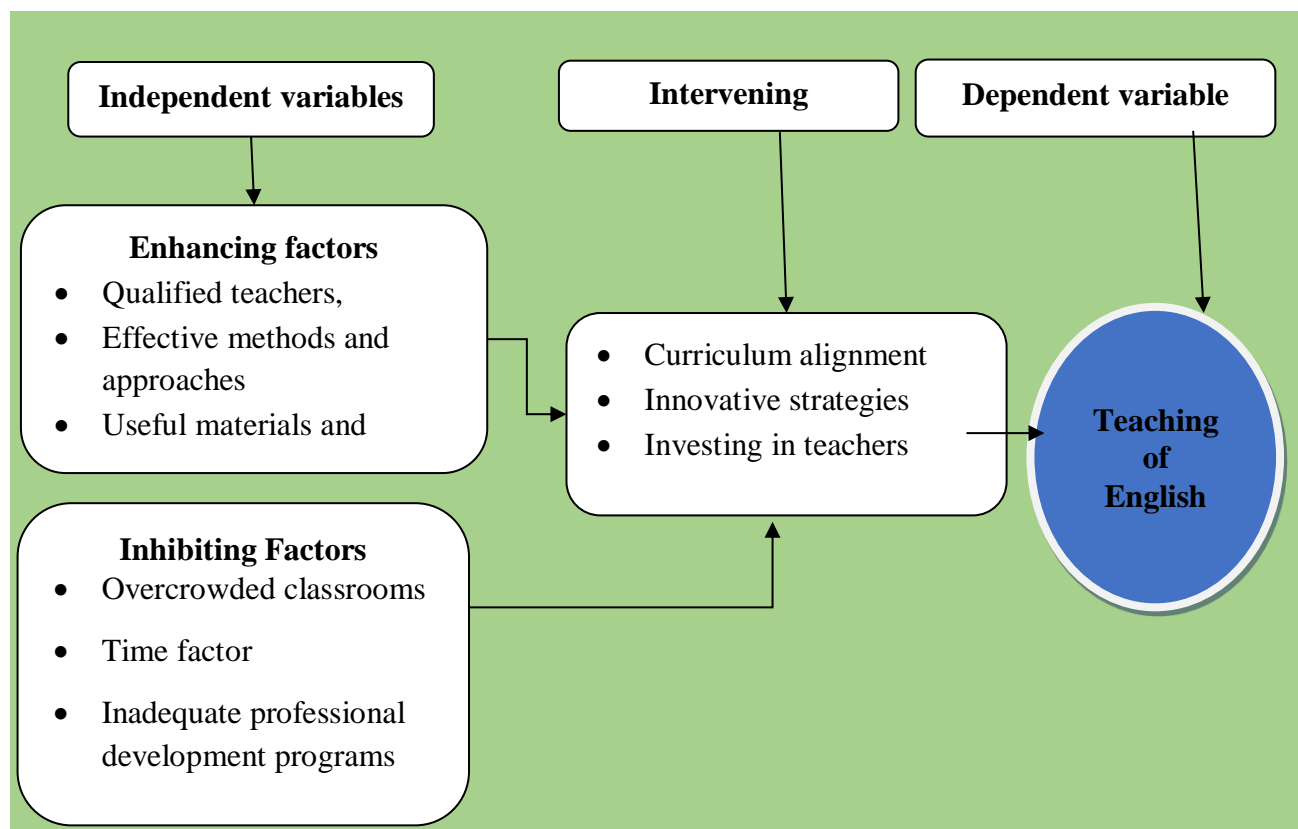 Independent variables
Intervening
Dependent variable
Enhancing factors
• Qualified teachers,
• Effective methods and
approaches
• Useful materials and
• Curriculum alignment
• Innovative strategies
• Investing in teachers
Teaching
of
English
Inhibiting Factors
• Overcrowded classrooms
• Time factor
• Inadequate professional
development programs